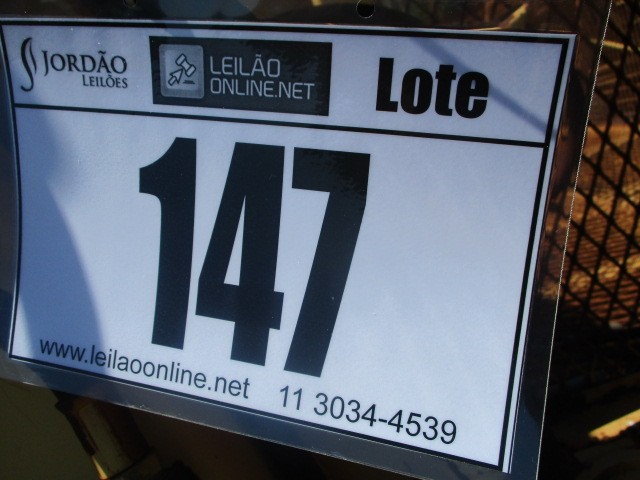 JORDÃO
LEILÕES
LEILÃO
ONLINE.NET
Lote
147
www.leilaoonline.net
11 3034-4539